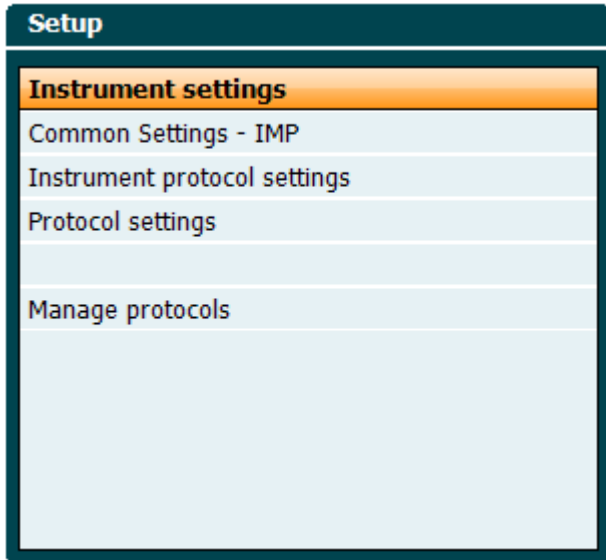 Setup
Instrument settings
Common Settings - IMP
Instrument protocol settings
Protocol settings
Manage protocols